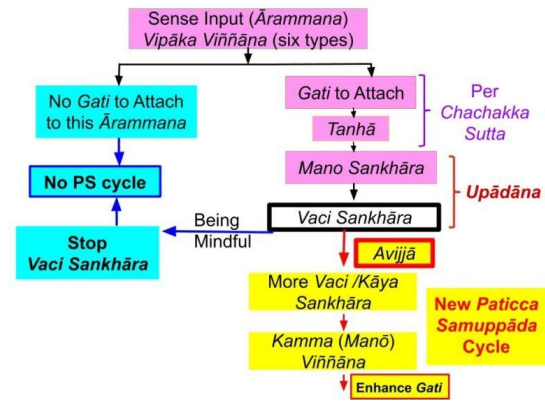 Sense Input (Ārammana)
Vipāka Viññāna (six types)
No Gati to Attach
to this Ārammana
Gati to Attach
Tanhā
Per
Chachakka
Sutta
No PS cycle
Mano Sankhāra
Upādāna
Being
Mindful
Vaci Sankhāra
Stop
Vaci Sankhāra
Avijjā
More Vaci /Kāya
Sankhāra
Kamma (Manō)
Viññāna
New Paticca
Samuppāda
Cycle
Enhance Gati